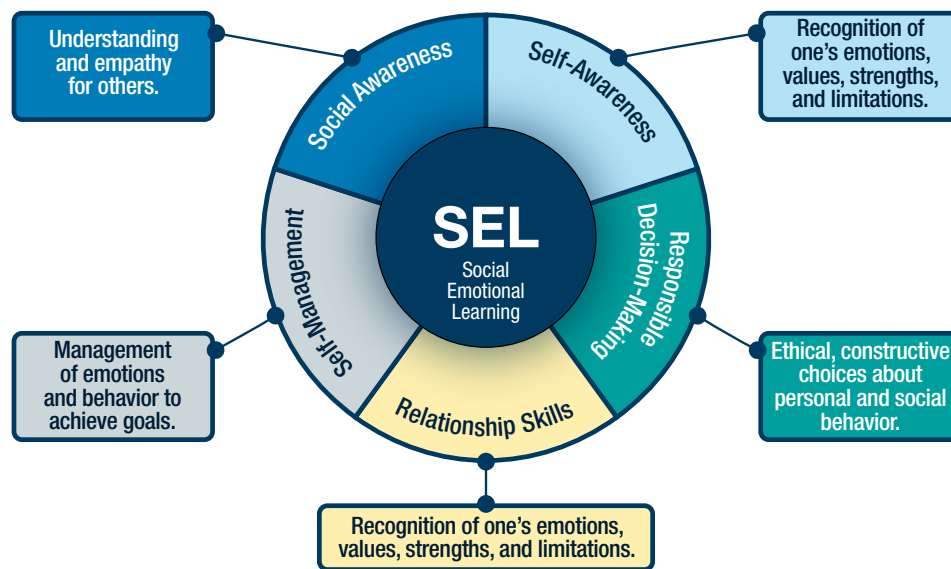 Understanding
and empathy
for others.
Social Awareness
Self-Awareness
Recognition of
one's emotions,
values, strengths,
and limitations.
SEL
Social
Emotional
Learning
Self-Management
Responsible
Decision-Making
Relationship Skills
Management
of emotions
and behavior to
achieve goals.
Ethical, constructive
choices about
personal and social
behavior.
Recognition of one's emotions,
values, strengths, and limitations.